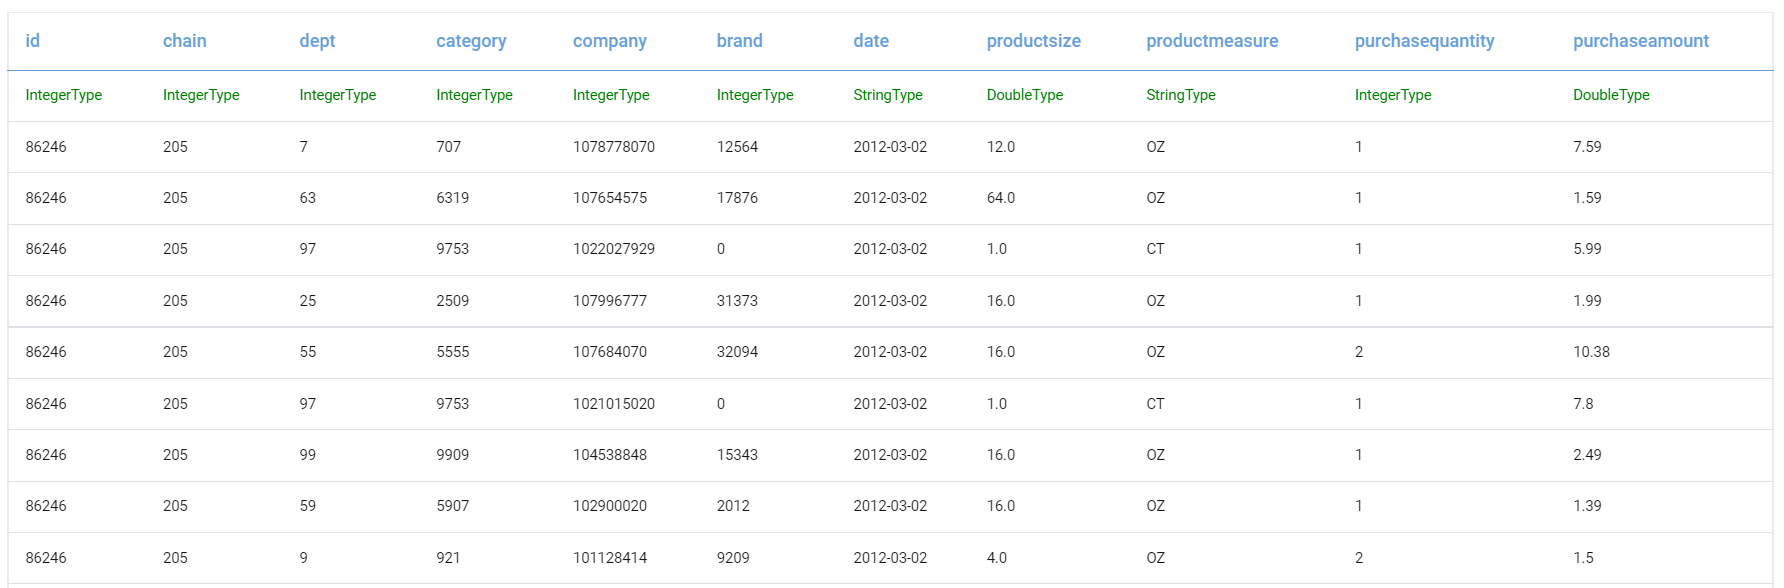 id chain dept category company brand date productsize productmeasure purchasequantity purchaseamount
IntegerType IntegerType IntegerType IntegerType IntegerType IntegerType StringType DoubleType StringType IntegerType DoubleType
86246 205 7 707 1078778070 12564 2012-03-02 12.0 OZ 1 7.59
86246 205 63 6319 107654575 17876 2012-03-02 64.0 OZ 1 1.59
86246 205 97 9753 1022027929 0 2012-03-02 1.0 CT 1 5.99
86246 205 25 2509 107996777 31373 2012-03-02 16.0 OZ 1 1.99
86246 205 55 5555 107684070 32094 2012-03-02 16.0 OZ 2 10.38
86246 205 97 9753 1021015020 0 2012-03-02 1.0 CT 1 7.8
86246 205 99 9909 104538848 15343 2012-03-02 16.0 OZ 1 2.49
86246 205 59 5907 102900020 2012 2012-03-02 16.0 OZ 1 1.39
86246 205 9 921 101128414 9209 2012-03-02 4.0 OZ 2 1.5